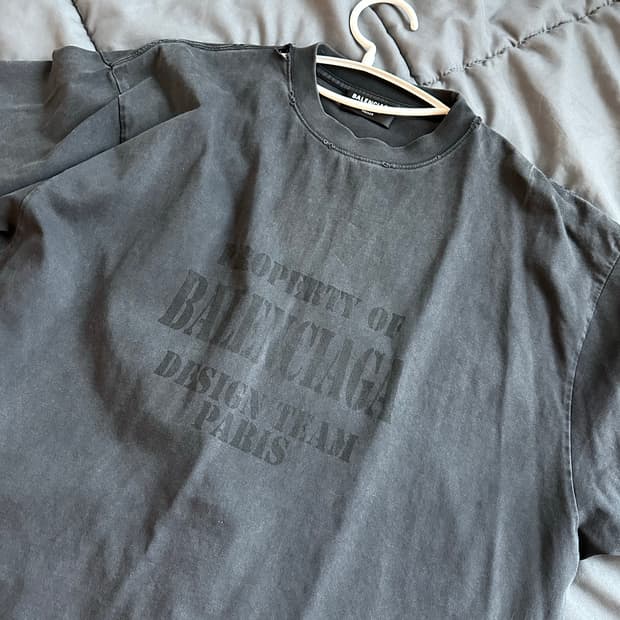 BALENCIAGA
PROPERTY OF
BALENCIAGA
DESIGN TEAM
PARIS